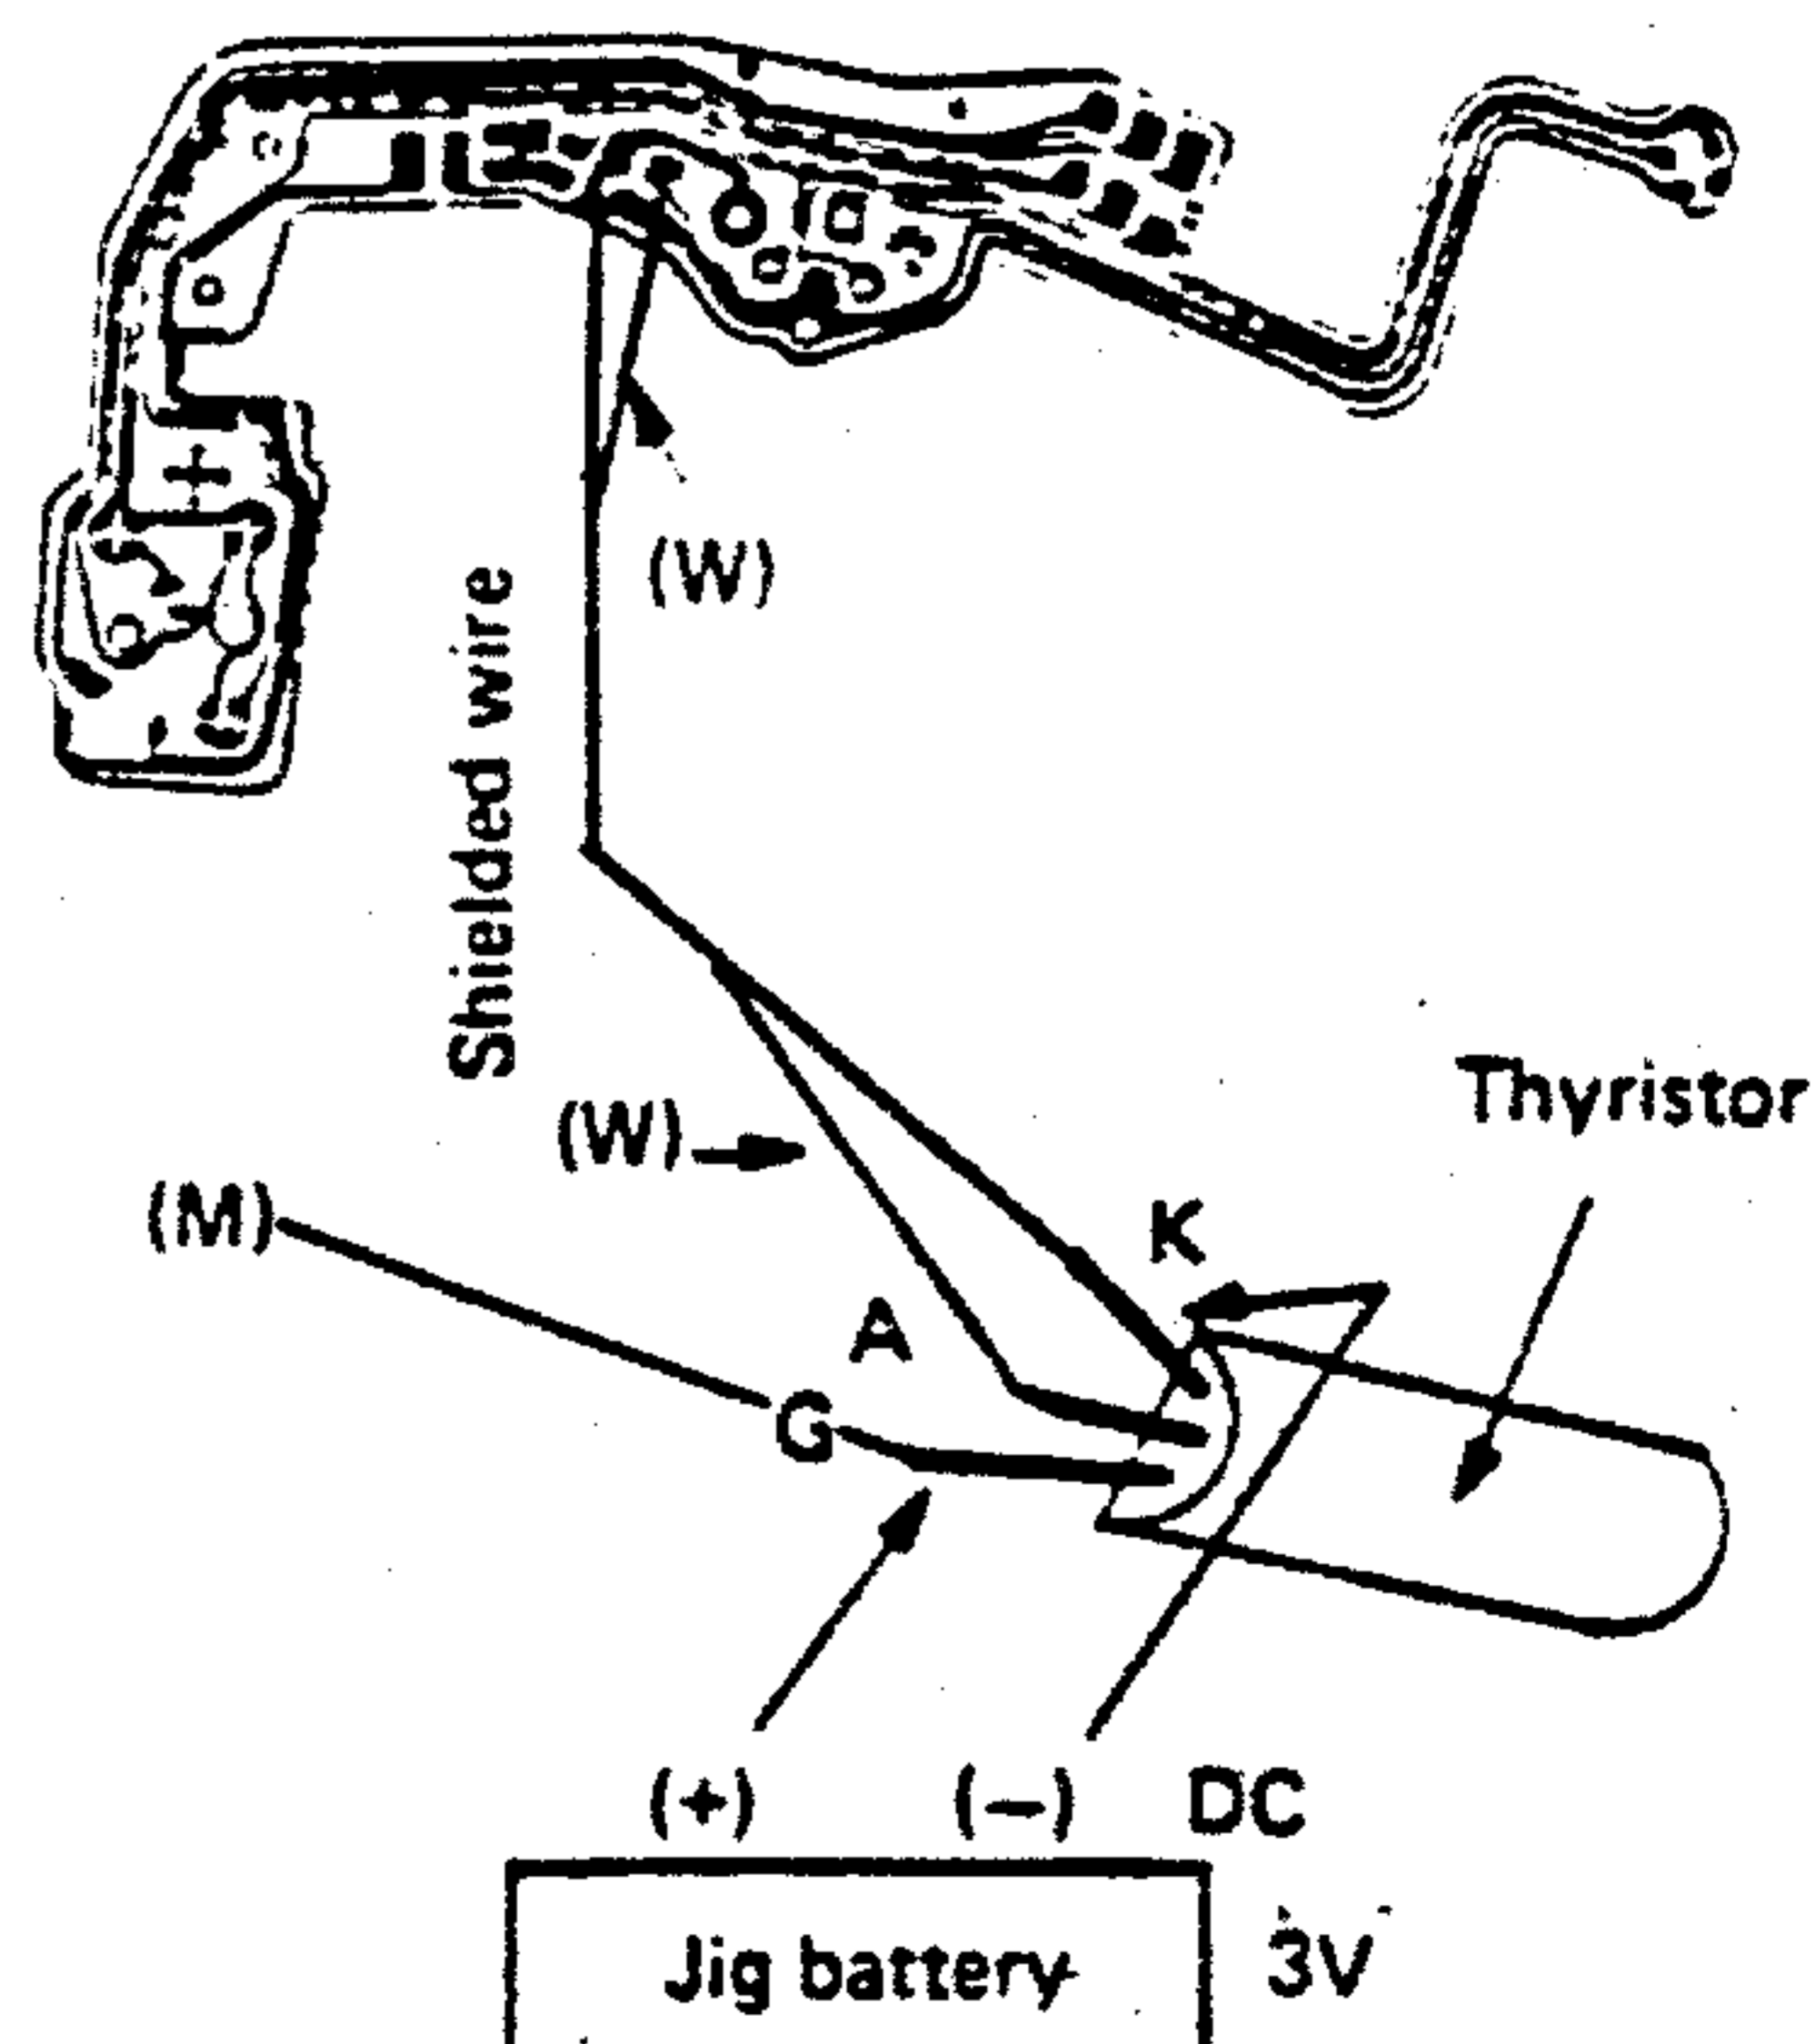 (W)
Shielded wire
Thyristor
(W)
(M)
K
A
G
(+)
(−)
DC
Jig battery
3V